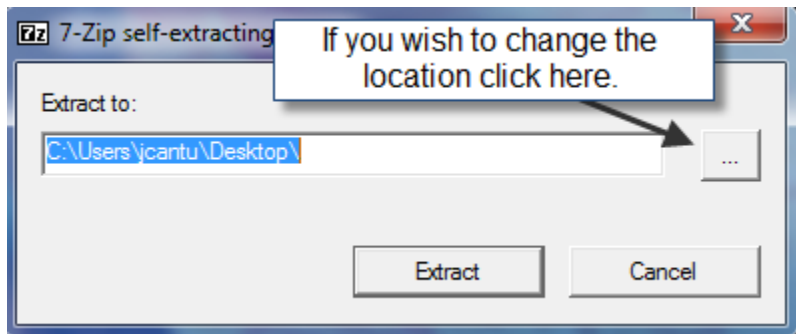 7z 7-Zip self-extracting
If you wish to change the
location click here.
X
Extract to:
C:\Users\jcantu\Desktop\
...
Extract Cancel